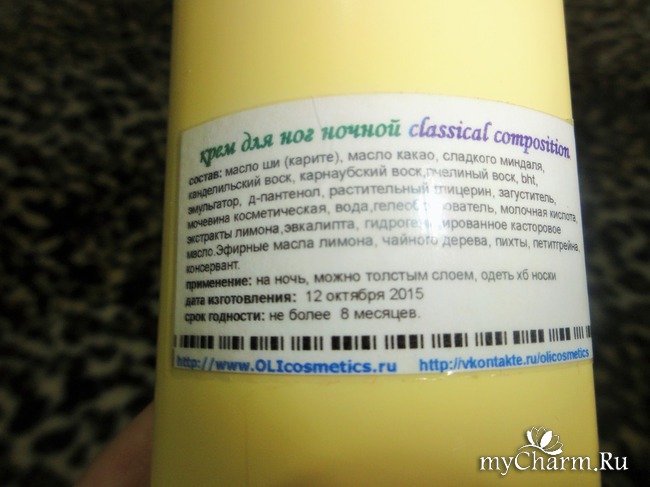 крем для ног ночной classical composition
состав: масло ши (карите), масло какао, сладкого миндаля,
канделильский воск, карнаубский воск,пчелиный воск, bht,
эмульгатор, д-пантенол, растительный глицерин, загуститель,
мочевина косметическая, вода,гелеобразователь, молочная кислота,
экстракты лимона,эвкалипта, гидрогенизированное касторовое
масло.Эфирные масла лимона, чайного дерева, пихты, петитгрейна,
консервант.
применение: на ночь, можно толстым слоем, одеть хб носки
дата изготовления: 12 октября 2015
срок годности: не более 8 месяцев.
http://www.OLIcosmetics.ru http://vkontakte.ru/olicosmetics
myCharm.Ru